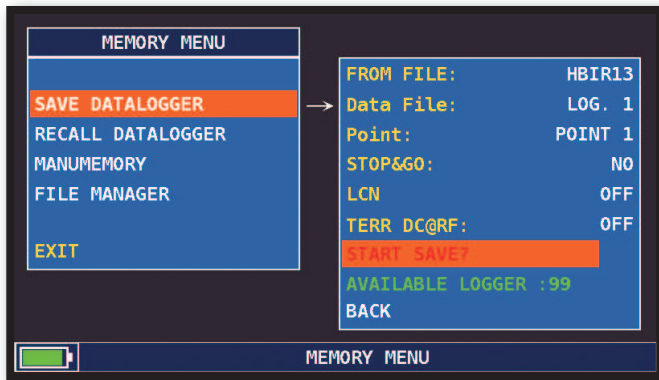 MEMORY MENU
SAVE DATALOGGER
RECALL DATALOGGER
MANUMEMORY
FILE MANAGER
EXIT
FROM FILE: HBIR13
Data File: LOG. 1
Point: POINT 1
STOP&GO: NO
LCN OFF
TERR DC@RF: OFF
START SAVE?
AVAILABLE LOGGER :99
BACK
MEMORY MENU